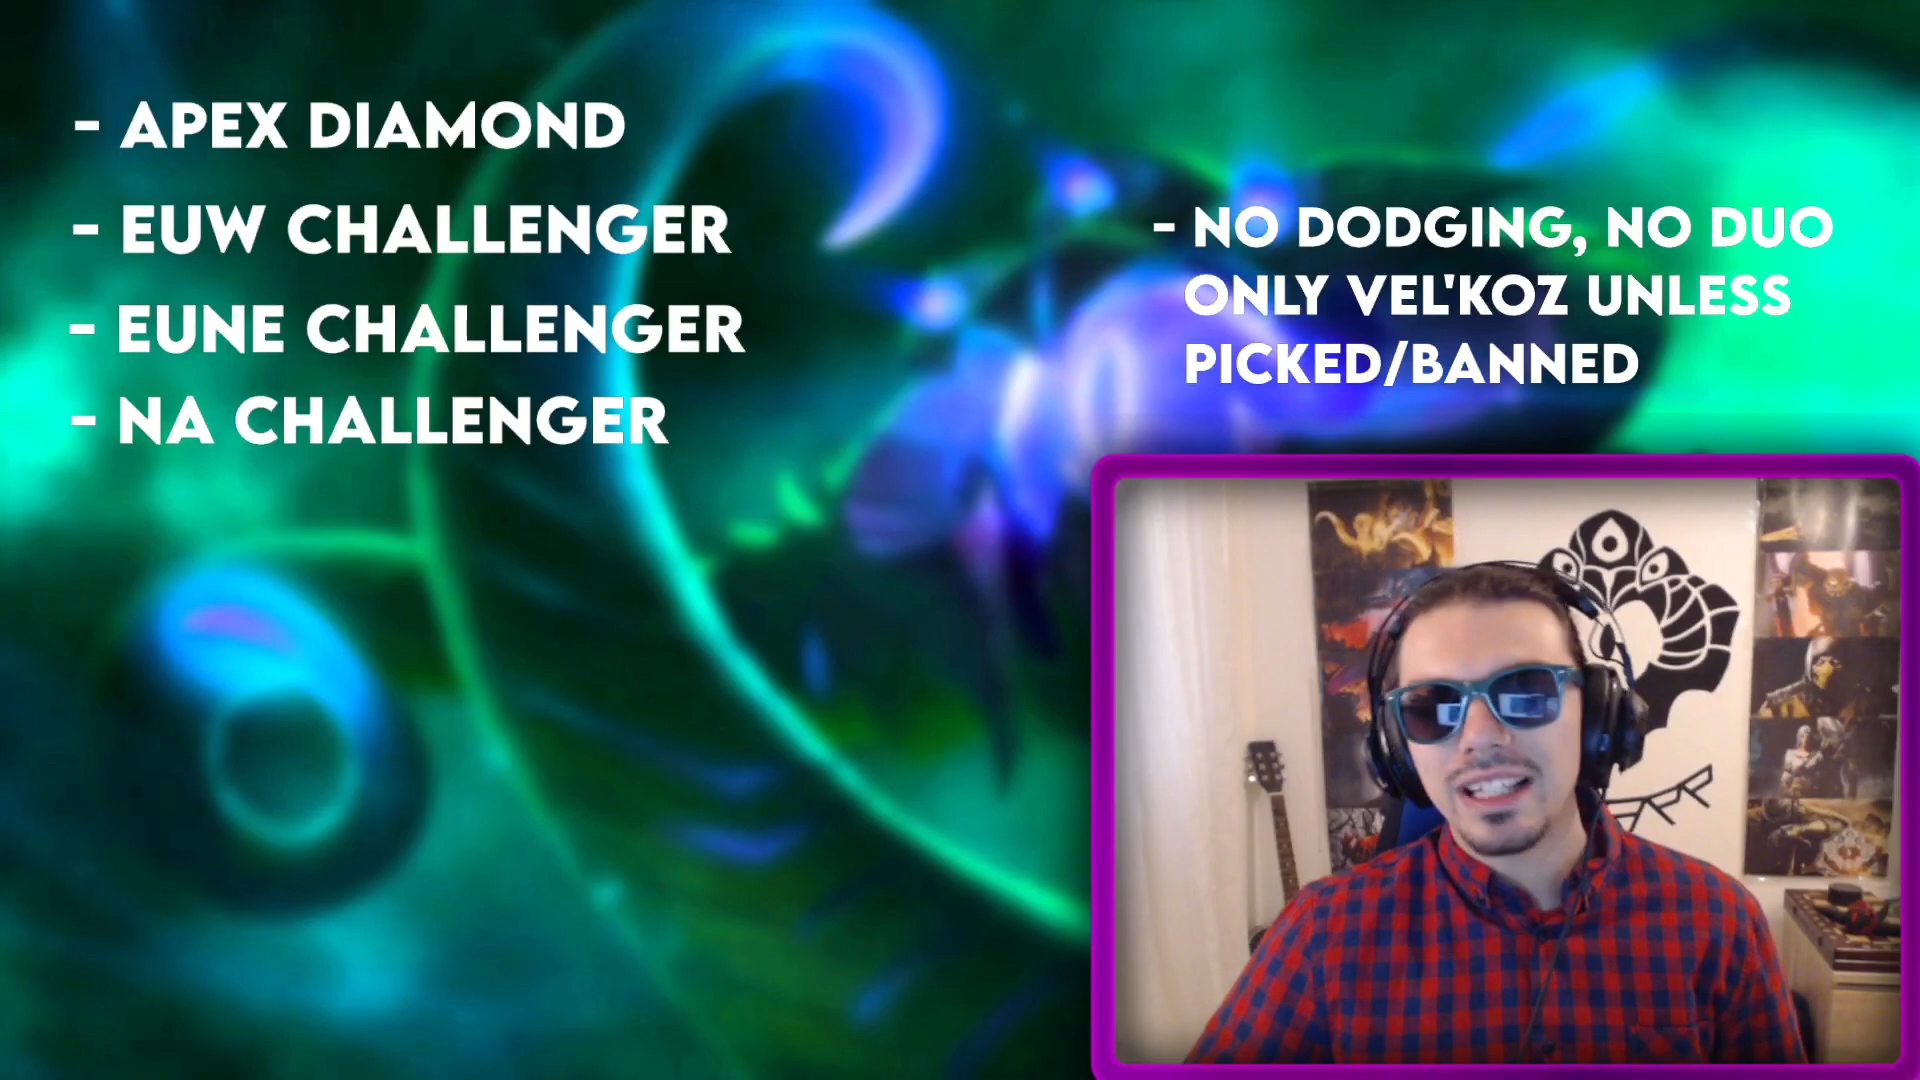 - APEX DIAMOND
- EUW CHALLENGER
- EUNE CHALLENGER
- NA CHALLENGER
- NO DODGING, NO DUO
ONLY VEL'KOZ UNLESS
PICKED/BANNED